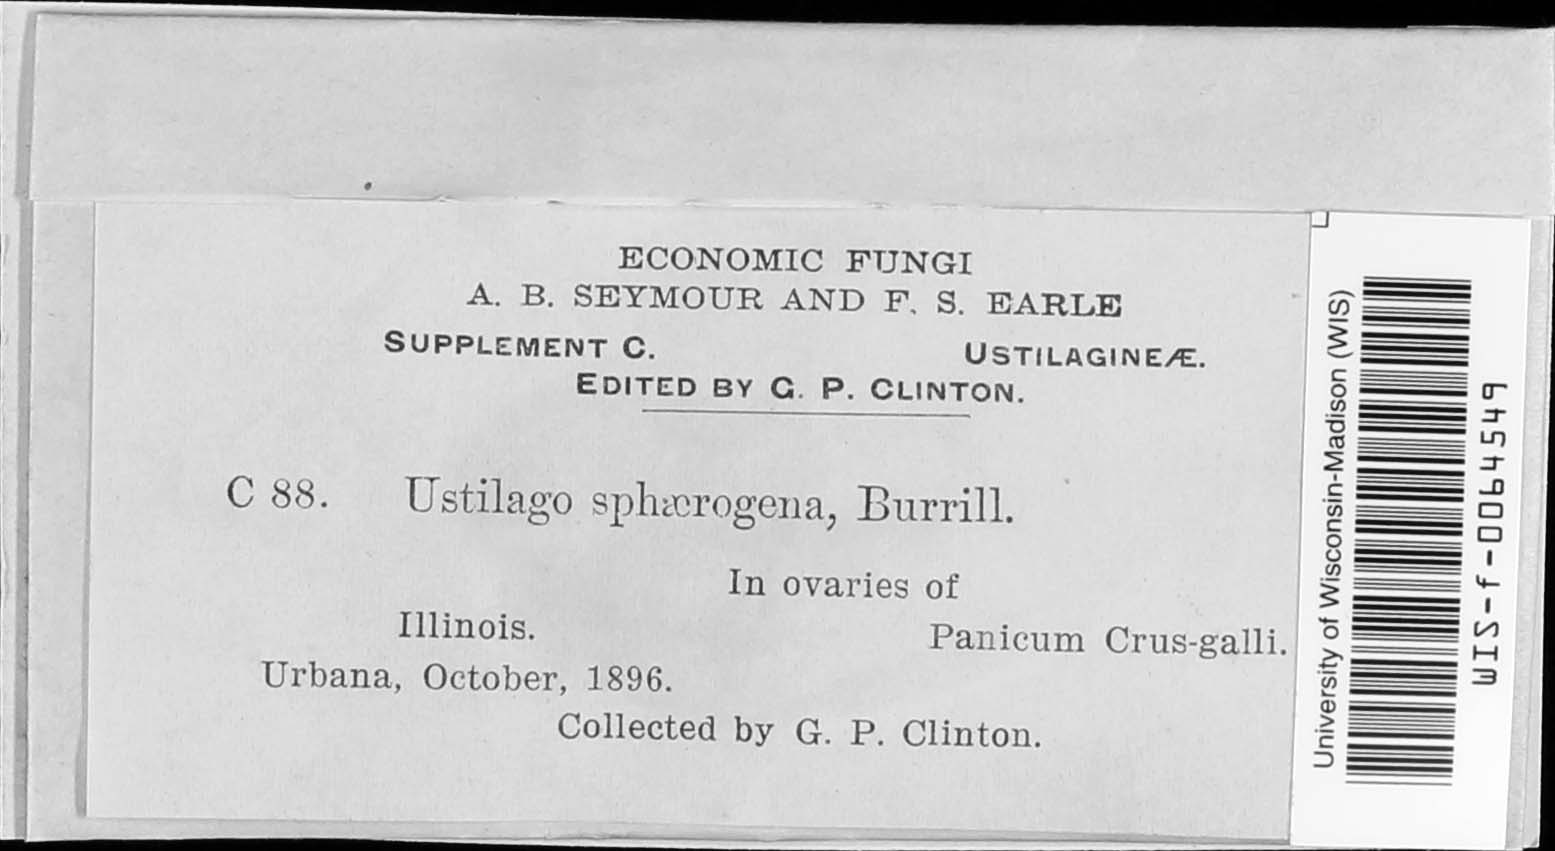 ECONOMIC FUNGI
A. B. SEYMOUR AND F. S. EARLE
SUPPLEMENT C. USTILAGINEÆ.
EDITED BY G. P. CLINTON.
C 88. Ustilago sphærogena, Burrill.
In ovaries of
Illinois. Panicum Crus-galli.
Urbana, October, 1896.
Collected by G. P. Clinton.
University of Wisconsin-Madison (WIS)
WIS-f-0064549